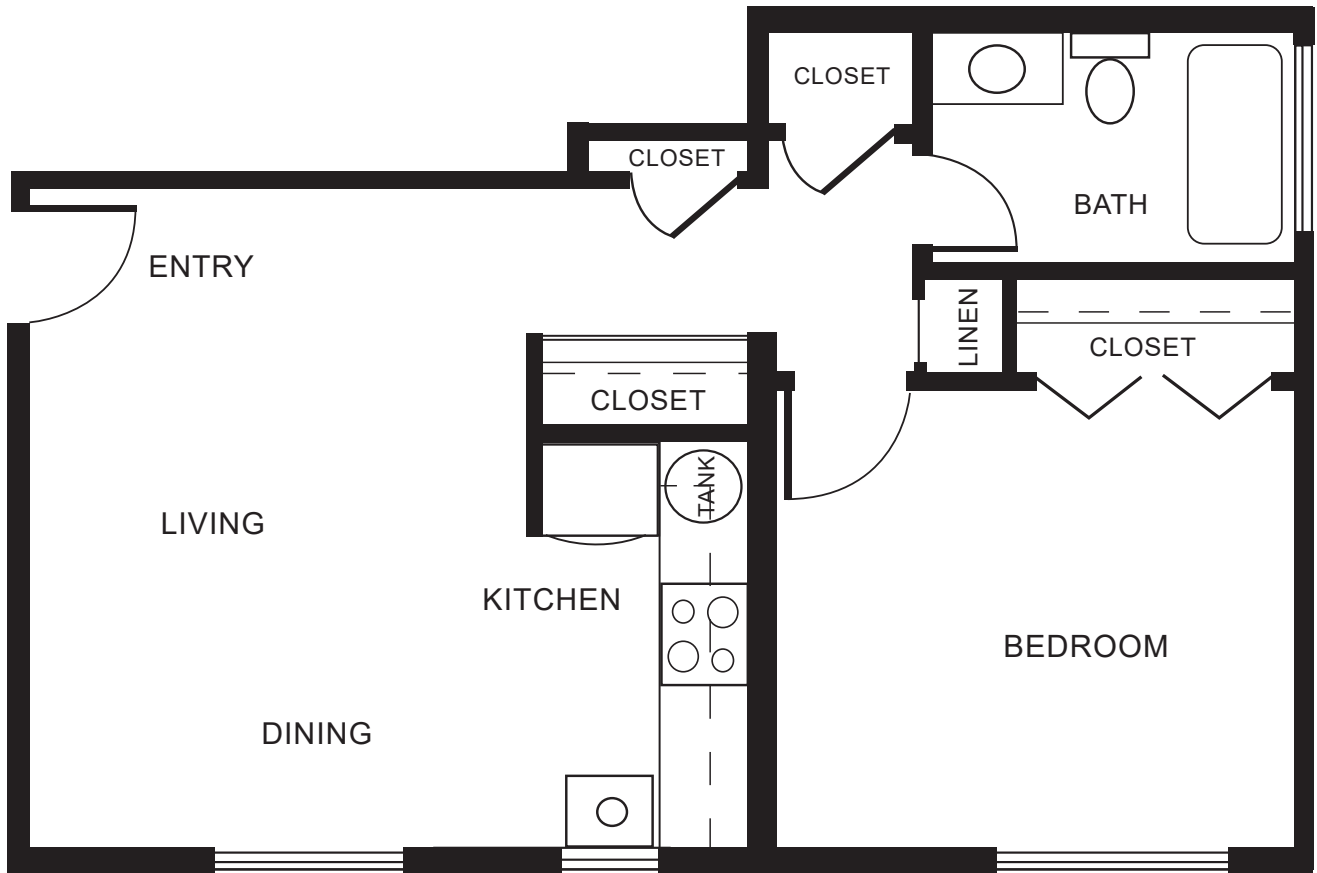 CLOSET
CLOSET
BATH
ENTRY
LINEN
CLOSET
CLOSET
TANK
LIVING
KITCHEN
BEDROOM
DINING